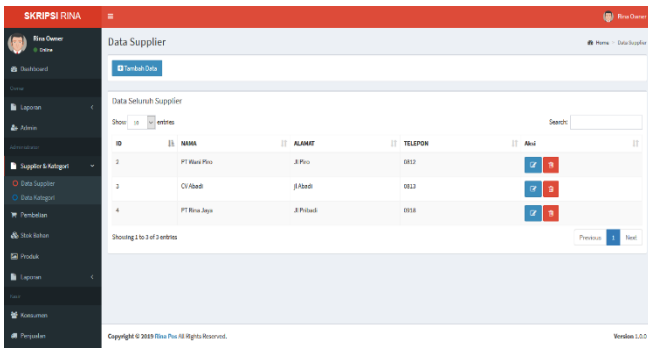 SKRIPSI RINA
Rina Owner
Rina Owner
Online
Data Supplier
Home > Data Supplier
Dashboard
Tambah Data
Laporan
Data Seluruh Supplier
Admin
Show 10 entries
Search:
Administrator
ID NAMA ALAMAT TELEPON Aksi
Supplier & Kategori
2 PT Wani Piro Jl Piro 0812
Data Supplier
3 CV Abadi jl Abadi 0813
Data Kategori
Pembelian
4 PT Rina Jaya Jl Pribadi
Stok Bahan
Showing 1 to 3 of 3 entries
Previous 1 Next
Produk
Laporan
Konsumen
Penjualan
Copyright © 2019 Rina Pos All Rights Reserved.
Version 1.0.0